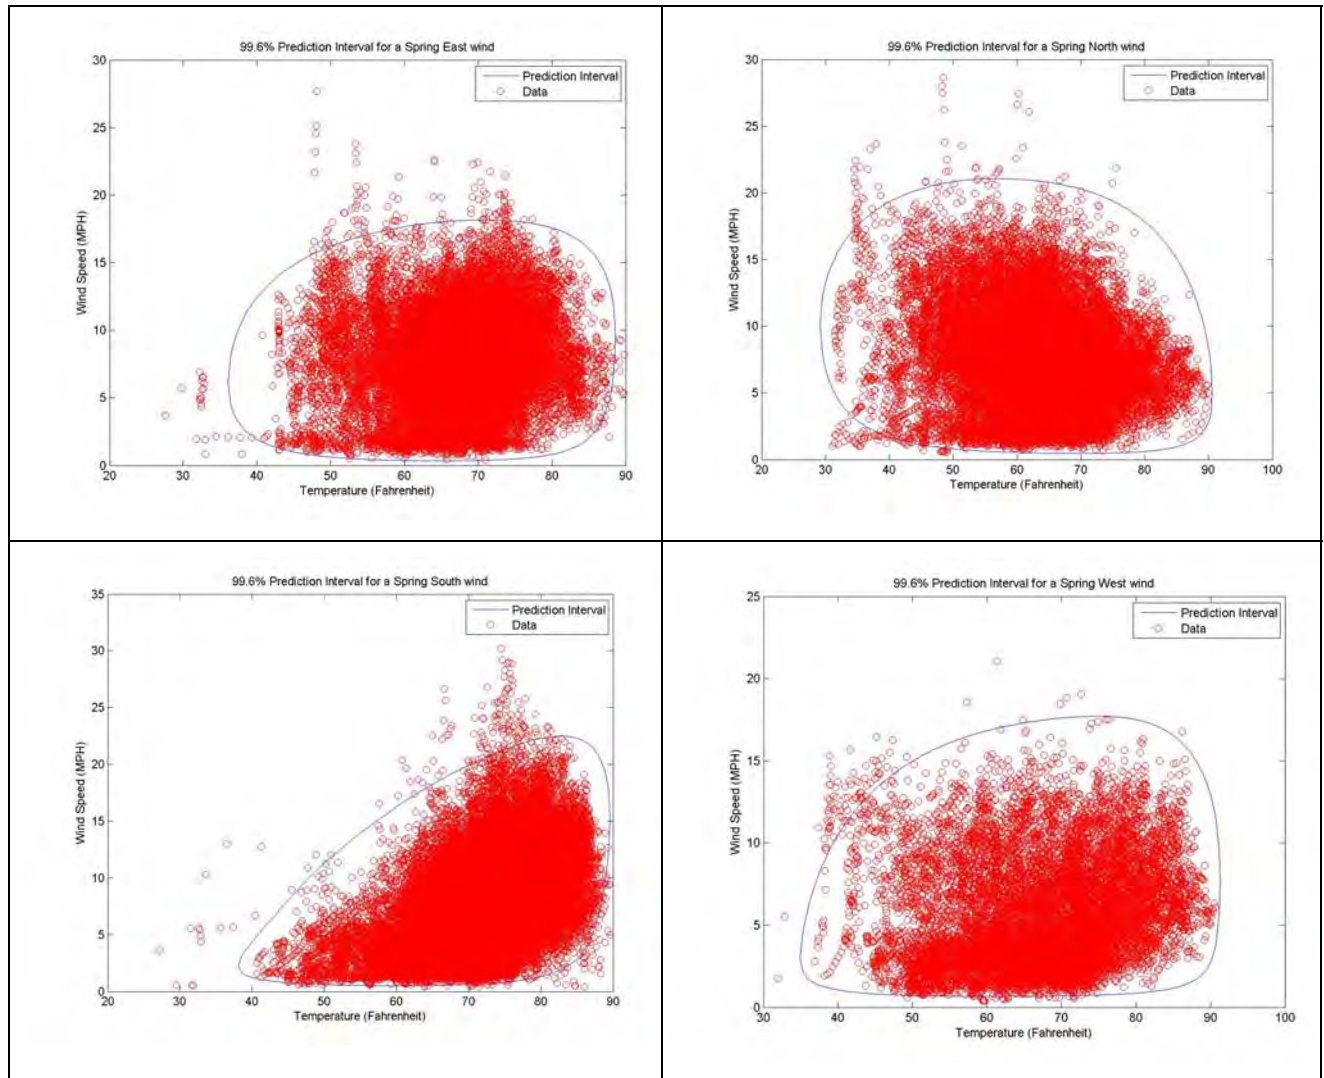 99.6% Prediction Interval for a Spring East wind
30
25
20
15
10
5
0
Wind Speed (MPH)
Prediction Interval
Data
20 30 40 50 60 70 80 90
Temperature (Fahrenheit)
99.6% Prediction Interval for a Spring North wind
30
25
20
15
10
5
0
Wind Speed (MPH)
Prediction Interval
Data
20 30 40 50 60 70 80 90 100
Temperature (Fahrenheit)
99.6% Prediction Interval for a Spring South wind
35
30
25
20
15
10
5
0
Wind Speed (MPH)
Prediction Interval
Data
20 30 40 50 60 70 80 90
Temperature (Fahrenheit)
99.6% Prediction Interval for a Spring West wind
25
20
15
10
5
0
Wind Speed (MPH)
Prediction Interval
Data
30 40 50 60 70 80 90 100
Temperature (Fahrenheit)